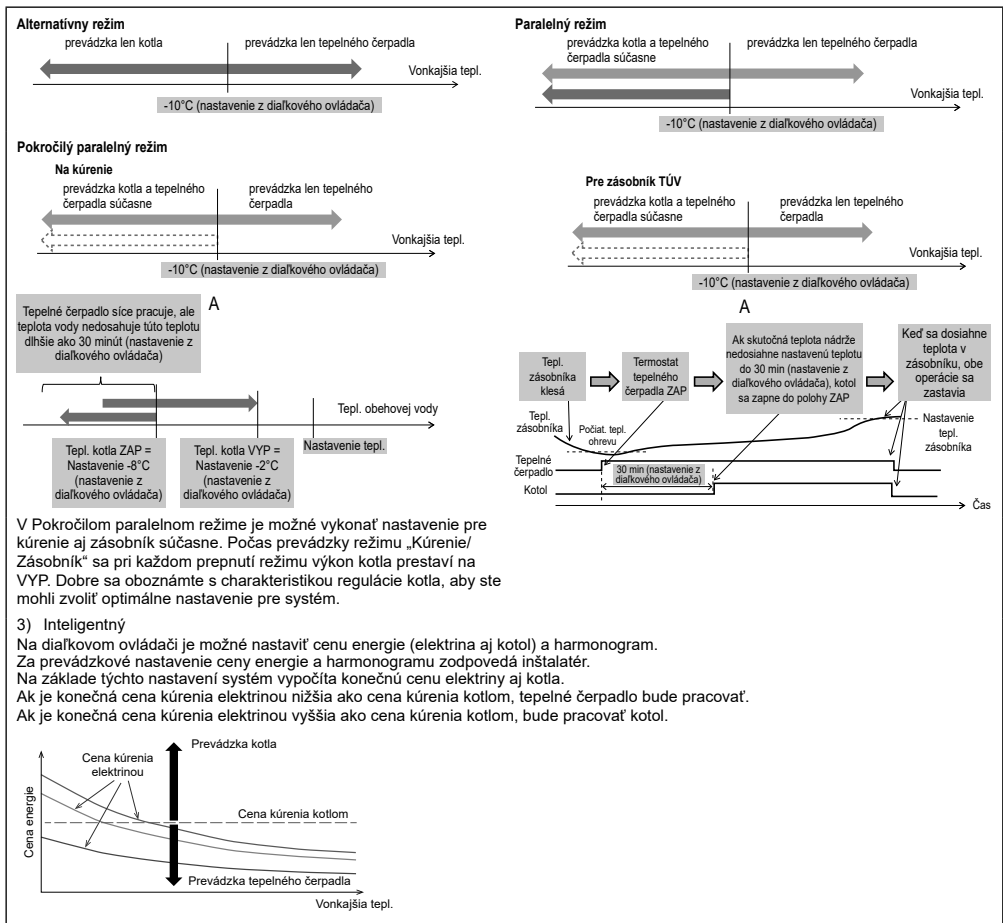 Alternatívny režim
prevádzka len kotla
prevádzka len tepelného čerpadla
Vonkajšia tepl.
-10°C (nastavenie z diaľkového ovládača)
Paralelný režim
prevádzka kotla a tepelného
čerpadla súčasne
prevádzka len tepelného čerpadla
Vonkajšia tepl.
-10°C (nastavenie z diaľkového ovládača)
Pokročilý paralelný režim
Na kúrenie
prevádzka kotla a tepelného
čerpadla súčasne
prevádzka len tepelného
čerpadla
Vonkajšia tepl.
-10°C (nastavenie z diaľkového ovládača)
A
Tepelné čerpadlo síce pracuje, ale
teplota vody nedosahuje túto teplotu
dlhšie ako 30 minút (nastavenie z
diaľkového ovládača)
Tepl. obehovej vody
Tepl. kotla ZAP =
Nastavenie -8°C
(nastavenie z
diaľkového ovládača)
Tepl. kotla VYP =
Nastavenie -2°C
(nastavenie z
diaľkového ovládača)
Nastavenie tepl.
Pre zásobník TÚV
prevádzka kotla a tepelného
čerpadla súčasne
prevádzka len tepelného
čerpadla
Vonkajšia tepl.
-10°C (nastavenie z diaľkového ovládača)
A
Tepl.
zásobníka
klesá
Termostat
tepelného
čerpadla ZAP
Ak skutočná teplota nádrže
nedosiahne nastavenú teplotu
do 30 min (nastavenie z
diaľkového ovládača), kotol
sa zapne do polohy ZAP
Keď sa dosiahne
teplota v
zásobníku, obe
operácie sa
zastavia
Tepl.
zásobníka
Počiat. tepl.
ohrevu
Nastavenie
tepl.
zásobníka
Tepelné
čerpadlo
30 min (nastavenie z
diaľkového ovládača)
Kotol
Čas
V Pokročilom paralelnom režime je možné vykonať nastavenie pre
kúrenie aj zásobník súčasne. Počas prevádzky režimu „Kúrenie/
Zásobník“ sa pri každom prepnutí režimu výkon kotla prestaví na
VYP. Dobre sa oboznámte s charakteristikou regulácie kotla, aby ste
mohli zvoliť optimálne nastavenie pre systém.
3) Inteligentný
Na diaľkovom ovládači je možné nastaviť cenu energie (elektrina aj kotol) a harmonogram.
Za prevádzkové nastavenie ceny energie a harmonogramu zodpovedá inštalatér.
Na základe týchto nastavení systém vypočíta konečnú cenu elektriny aj kotla.
Ak je konečná cena kúrenia elektrinou nižšia ako cena kúrenia kotlom, tepelné čerpadlo bude pracovať.
Ak je konečná cena kúrenia elektrinou vyššia ako cena kúrenia kotlom, bude pracovať kotol.
Prevádzka kotla
Cena kúrenia
elektrinou
Cena kúrenia kotlom
Cena energie
Prevádzka tepelného čerpadla
Vonkajšia tepl.